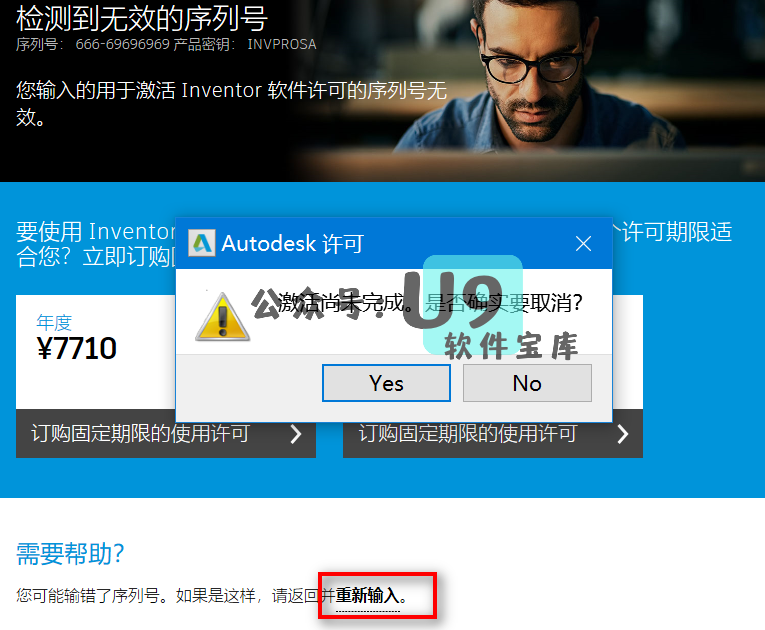 检测到无效的序列号
序列号： 666-69696969 产品密钥： INVPROSA
您输入的用于激活 Inventor 软件许可的序列号无
效。
要使用 Inventor
个许可期限适
合您？立即订购
Autodesk 许可
激活尚未完成。是否确实要取消?
公众号：U9
软件宝库
Yes
No
年度
¥7710
订购固定期限的使用许可
订购固定期限的使用许可
需要帮助?
您可能输错了序列号。如果是这样，请返回并重新输入。